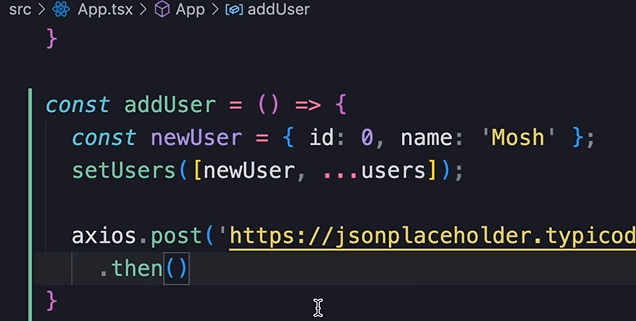 src > App.tsx > App > addUser
}
const addUser = () => {
const newUser = { id: 0, name: 'Mosh' };
setUsers([newUser, ...users]);
axios.post('https://jsonplaceholder.typicod
.then()
}